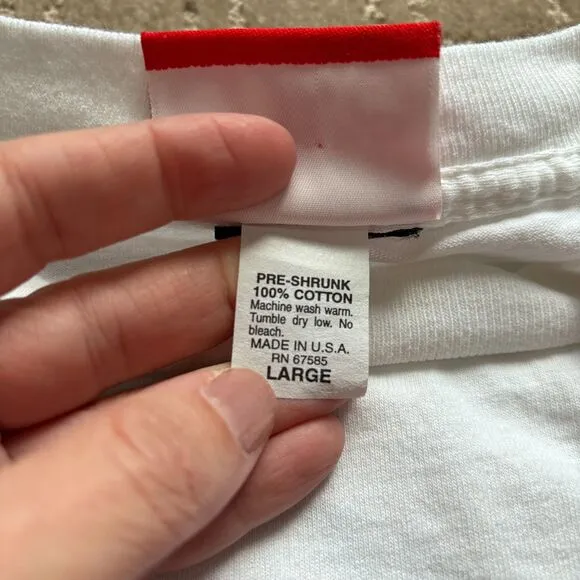 PRE-SHRUNK
100% COTTON
Machine wash warm.
Tumble dry low. No
bleach.
MADE IN U.S.A.
RN 67585
LARGE